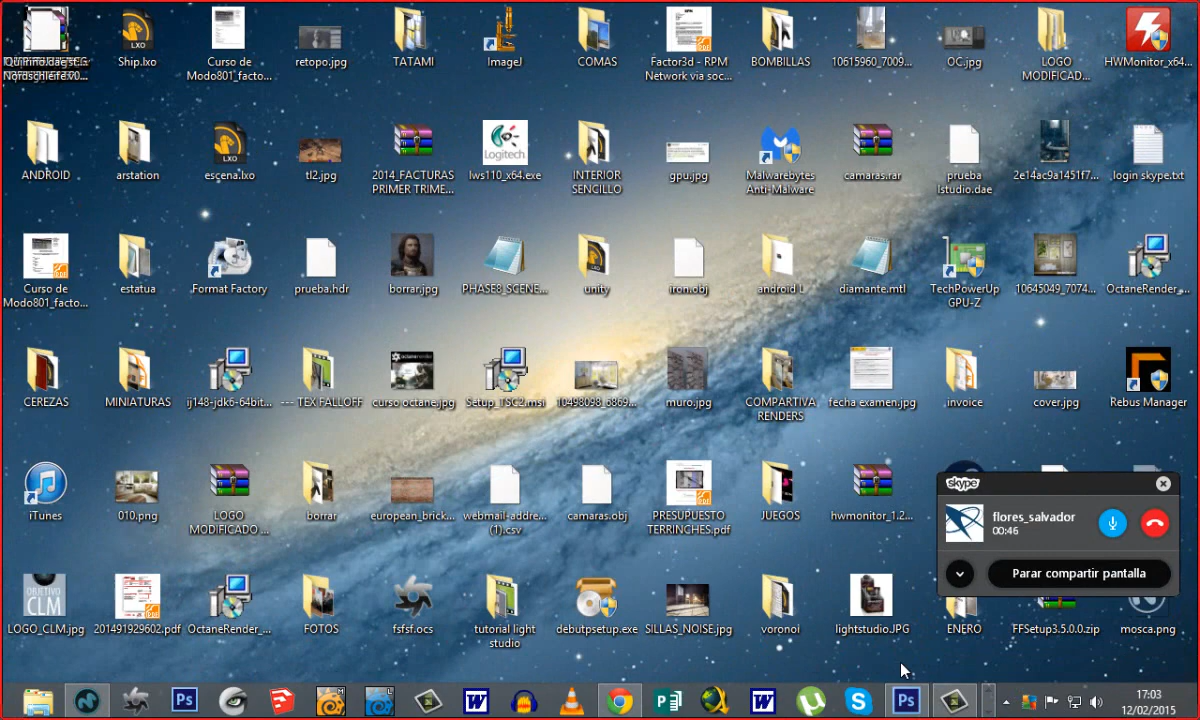 Ship.lxo
Curso de
Modo801_facto...
retopo.jpg
TATAMI
ImageJ
COMAS
Factor3d - RPM
Network via soc...
BOMBILLAS
10615960_7009...
OC.jpg
LOGO
MODIFICAD...
HWMonitor_x64...
ANDROID
arstation
LXO
escena.lxo
tl2.jpg
2014_FACTURAS
PRIMER TRIME...
Logitech
lws110_x64.exe
INTERIOR
SENCILLO
gpu.jpg
Malwarebytes
Anti-Malware
camaras.rar
prueba
lstudio.dae
2e14ac9a1451f7...
login skype.txt
Curso de
Modo801_facto...
estatua
Format Factory
prueba.hdr
borrar.jpg
PHASE8_SCENE...
unity
iron.obj
android L
diamante.mtl
TechPowerUp
GPU-Z
10645049_7074...
OctaneRender_...
CEREZAS
MINIATURAS
ij148-jdk6-64bit...
--- TEX FALLOFF
curso octane.jpg
Setup_TSC2.msi
10498098_6869...
muro.jpg
COMPARTIVA
RENDERS
fecha examen.jpg
invoice
cover.jpg
Rebus Manager
iTunes
010.png
LOGO
MODIFICADO ...
borrar
european_brick...
webmail-addre...
(1).csv
camaras.obj
PRESUPUESTO
TERRINCHES.pdf
JUEGOS
hwmonitor_1.2...
skype
flores_salvador
00:46
Parar compartir pantalla
OBJETIVO
CLM
LOGO_CLM.jpg
201491929602.pdf
OctaneRender_...
FOTOS
fsfsf.ocs
tutorial light
studio
debutpsetup.exe
SILLAS_NOISE.jpg
voronoi
lightstudio.JPG
ENERO
FFSetup3.5.0.0.zip
mosca.png
Ps
W
W
Ps
17:03
12/02/2015